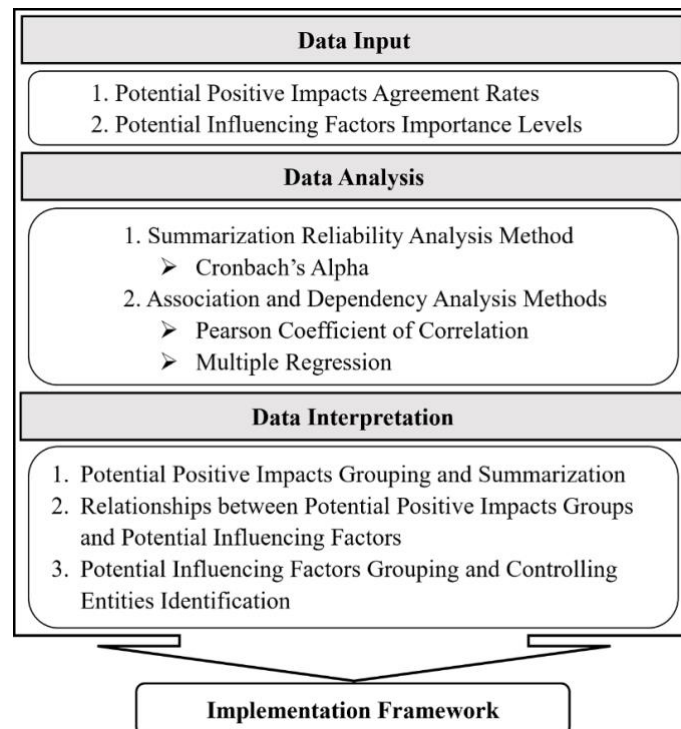 Data Input
1. Potential Positive Impacts Agreement Rates
2. Potential Influencing Factors Importance Levels
Data Analysis
1. Summarization Reliability Analysis Method
➢ Cronbach’s Alpha
2. Association and Dependency Analysis Methods
➢ Pearson Coefficient of Correlation
➢ Multiple Regression
Data Interpretation
1. Potential Positive Impacts Grouping and Summarization
2. Relationships between Potential Positive Impacts Groups
and Potential Influencing Factors
3. Potential Influencing Factors Grouping and Controlling
Entities Identification
Implementation Framework